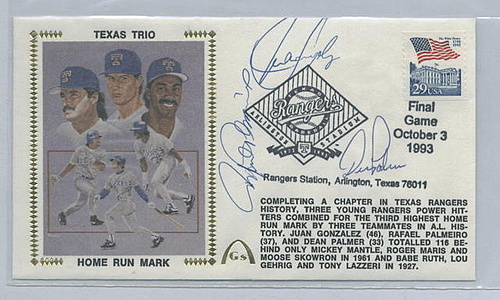 TEXAS TRIO
HOME RUN MARK
Gs
Rangers
ARLINGTON STADIUM
The White House
29USA
Final
Game
October 3
1993
Rangers Station, Arlington, Texas 76011
COMPLETING A CHAPTER IN TEXAS RANGERS
HISTORY, THREE YOUNG RANGERS POWER HIT-
TERS COMBINED FOR THE THIRD HIGHEST HOME
RUN MARK BY THREE TEAMMATES IN A.L. HIS-
TORY. JUAN GONZALEZ (46), RAFAEL PALMEIRO
(37), AND DEAN PALMER (33) TOTALLED 116 BE-
HIND ONLY MICKEY MANTLE, ROGER MARIS AND
MOOSE SKOWRON IN 1961 AND BABE RUTH, LOU
GEHRIG AND TONY LAZZERI IN 1927.